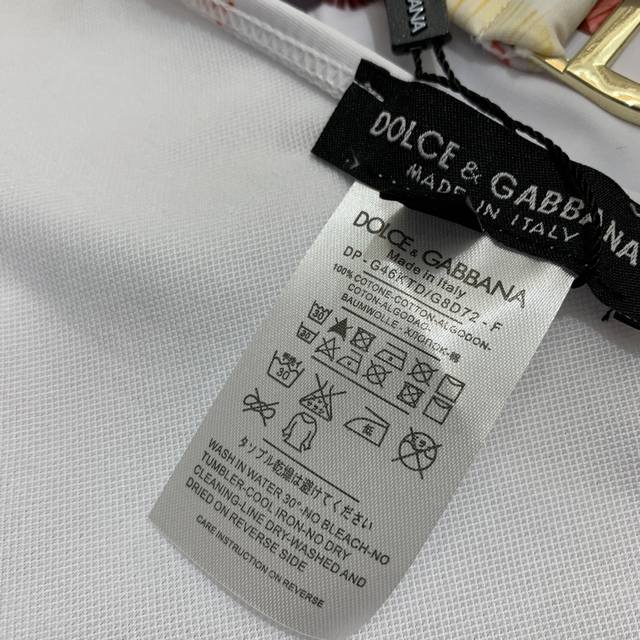 BANA
DOLCE & GABBANA
MADE IN ITALY
DOLCE & GABBANA
Made in Italy
DP - G46KTD/G8D72 - F
100% COTONE-COTTON-ALGODON-
COTON-ALGODAO-
BAUMWOLLE-ХЛОПОК-棉
30
30
30
タンブル乾燥は避けてください
WASH IN WATER 30°-NO BLEACH-NO
TUMBLER-COOL IRON-NO DRY
CLEANING-LINE DRY-WASHED AND
DRIED ON REVERSE SIDE
CARE INSTRUCTION ON REVERSE